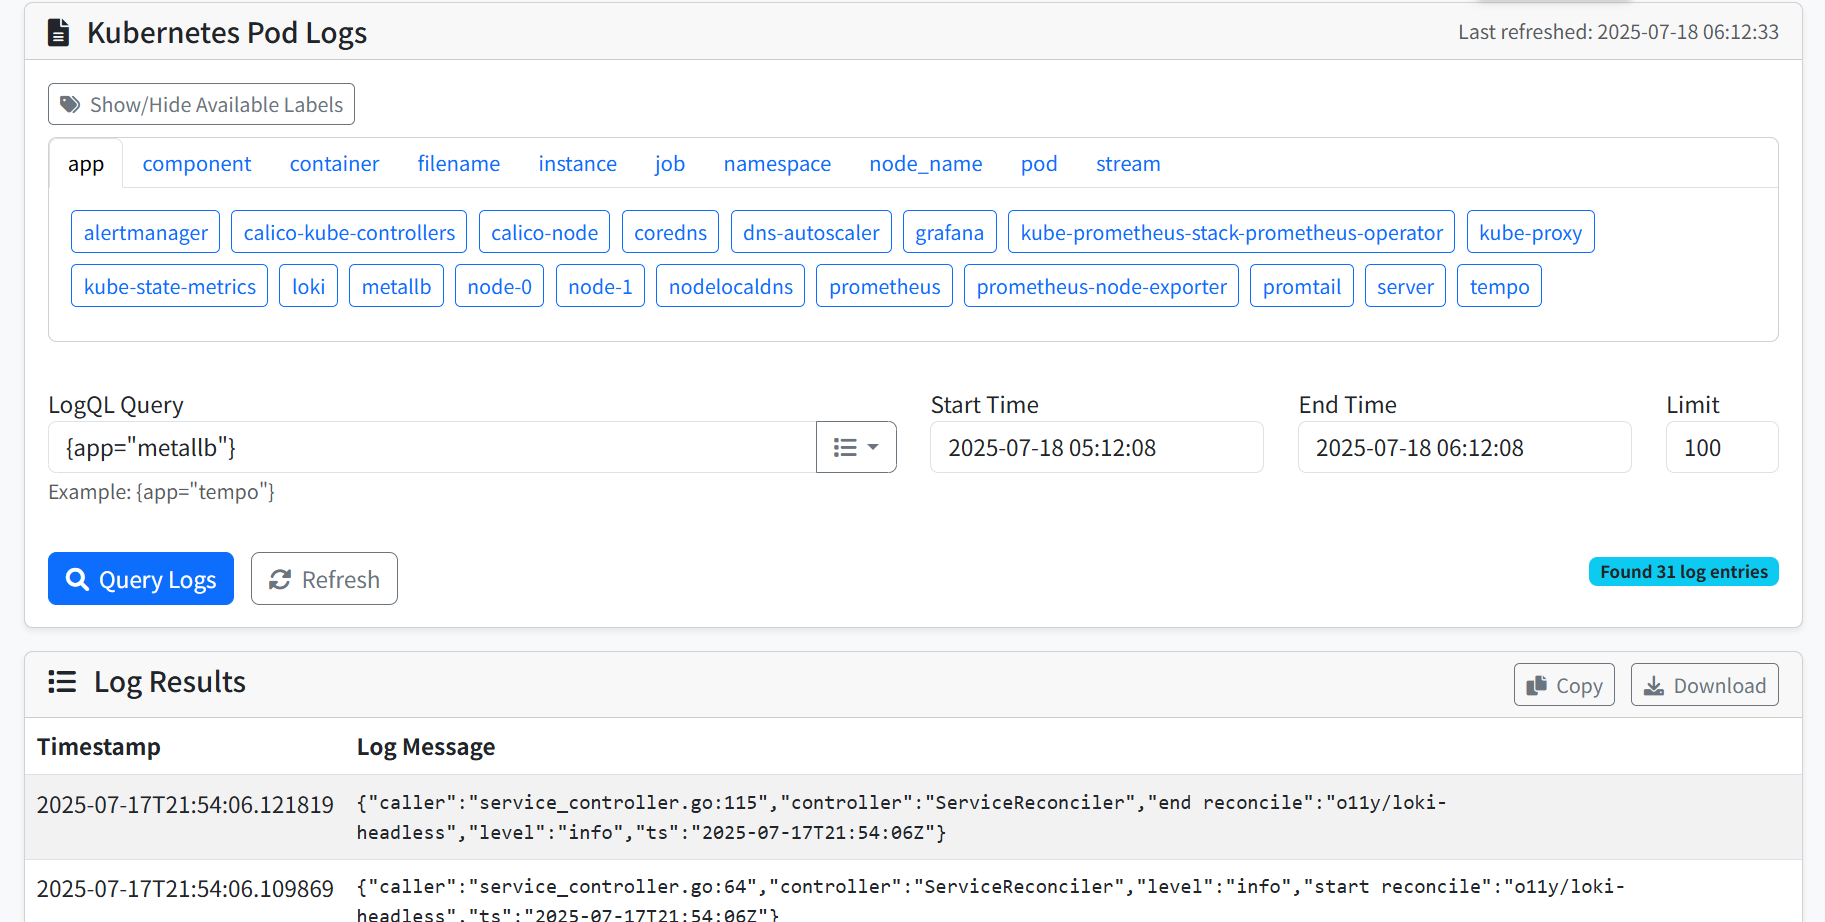 Kubernetes Pod Logs
Last refreshed: 2025-07-18 06:12:33
Show/Hide Available Labels
app component container filename instance job namespace node_name pod stream
alertmanager calico-kube-controllers calico-node coredns dns-autoscaler grafana kube-prometheus-stack-prometheus-operator kube-proxy
kube-state-metrics loki metallb node-0 node-1 nodelocaldns prometheus prometheus-node-exporter promtail server tempo
LogQL Query Start Time End Time Limit
{app="metallb"} 2025-07-18 05:12:08 2025-07-18 06:12:08 100
Example: {app="tempo"}
Query Logs Refresh Found 31 log entries
Log Results Copy Download
Timestamp Log Message
2025-07-17T21:54:06.121819 {"caller":"service_controller.go:115","controller":"ServiceReconciler","end reconcile":"o11y/loki-
headless","level":"info","ts":"2025-07-17T21:54:06Z"}
2025-07-17T21:54:06.109869 {"caller":"service_controller.go:64","controller":"ServiceReconciler","level":"info","start reconcile":"o11y/loki-
headless","ts":"2025-07-17T21:54:06Z"}